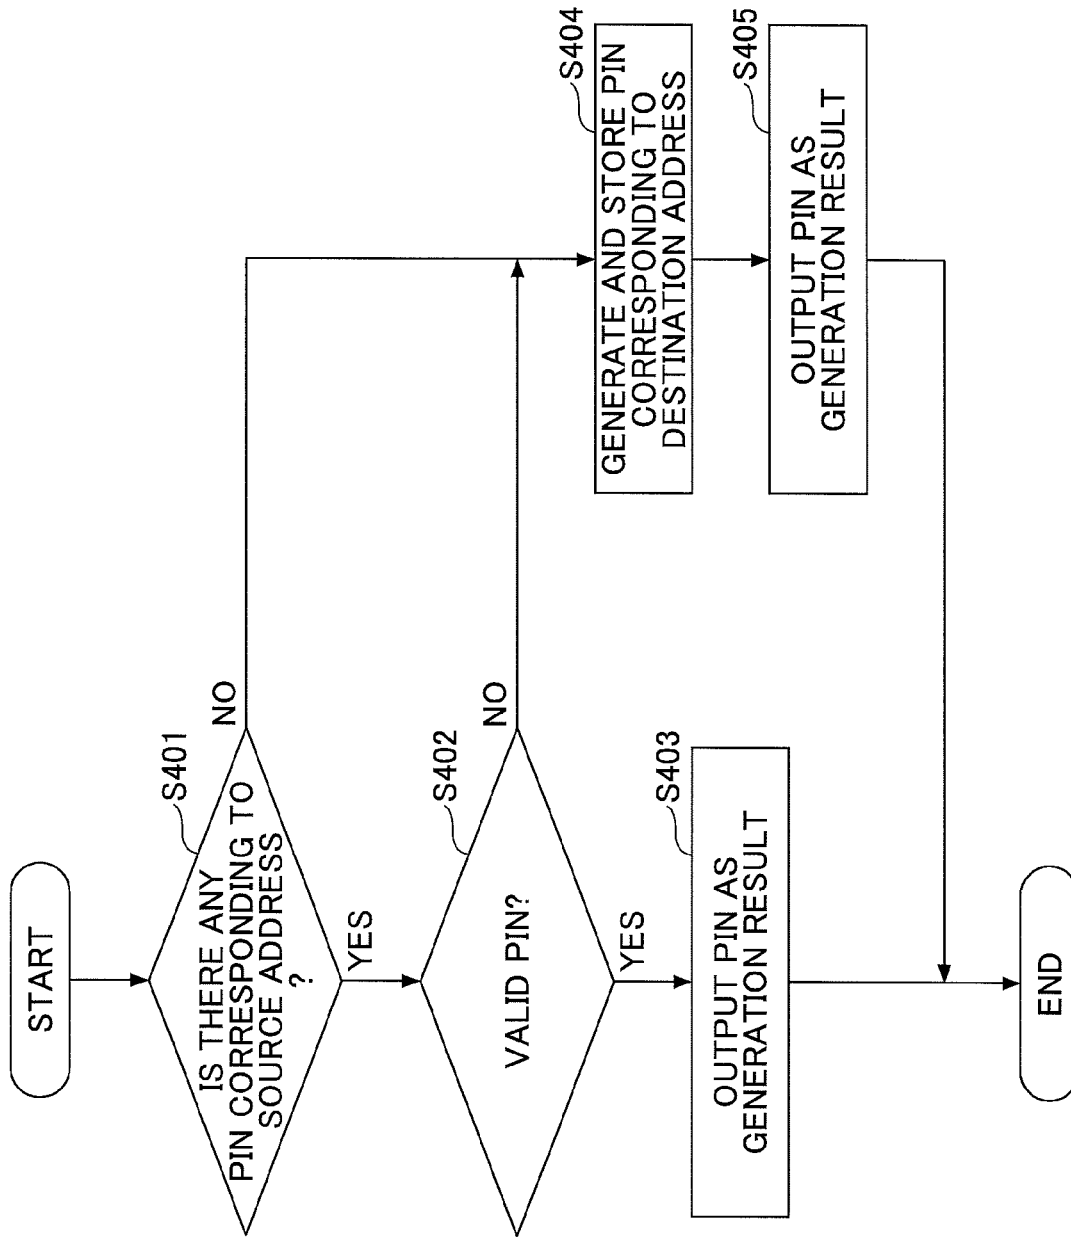 START
S401
IS THERE ANY
PIN CORRESPONDING TO
SOURCE ADDRESS
?
NO
YES
S402
VALID PIN?
NO
YES
S403
OUTPUT PIN AS
GENERATION RESULT
S404
GENERATE AND STORE PIN
CORRESPONDING TO
DESTINATION ADDRESS
S405
OUTPUT PIN AS
GENERATION RESULT
END